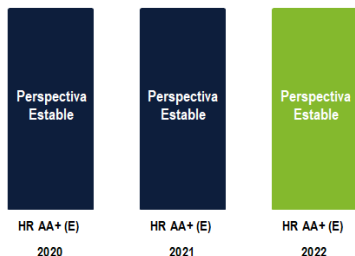 Perspectiva
Estable
Perspectiva
Estable
Perspectiva
Estable
HR AA+ (E)
HR AA+ (E)
HR AA+ (E)
2020
2021
2022